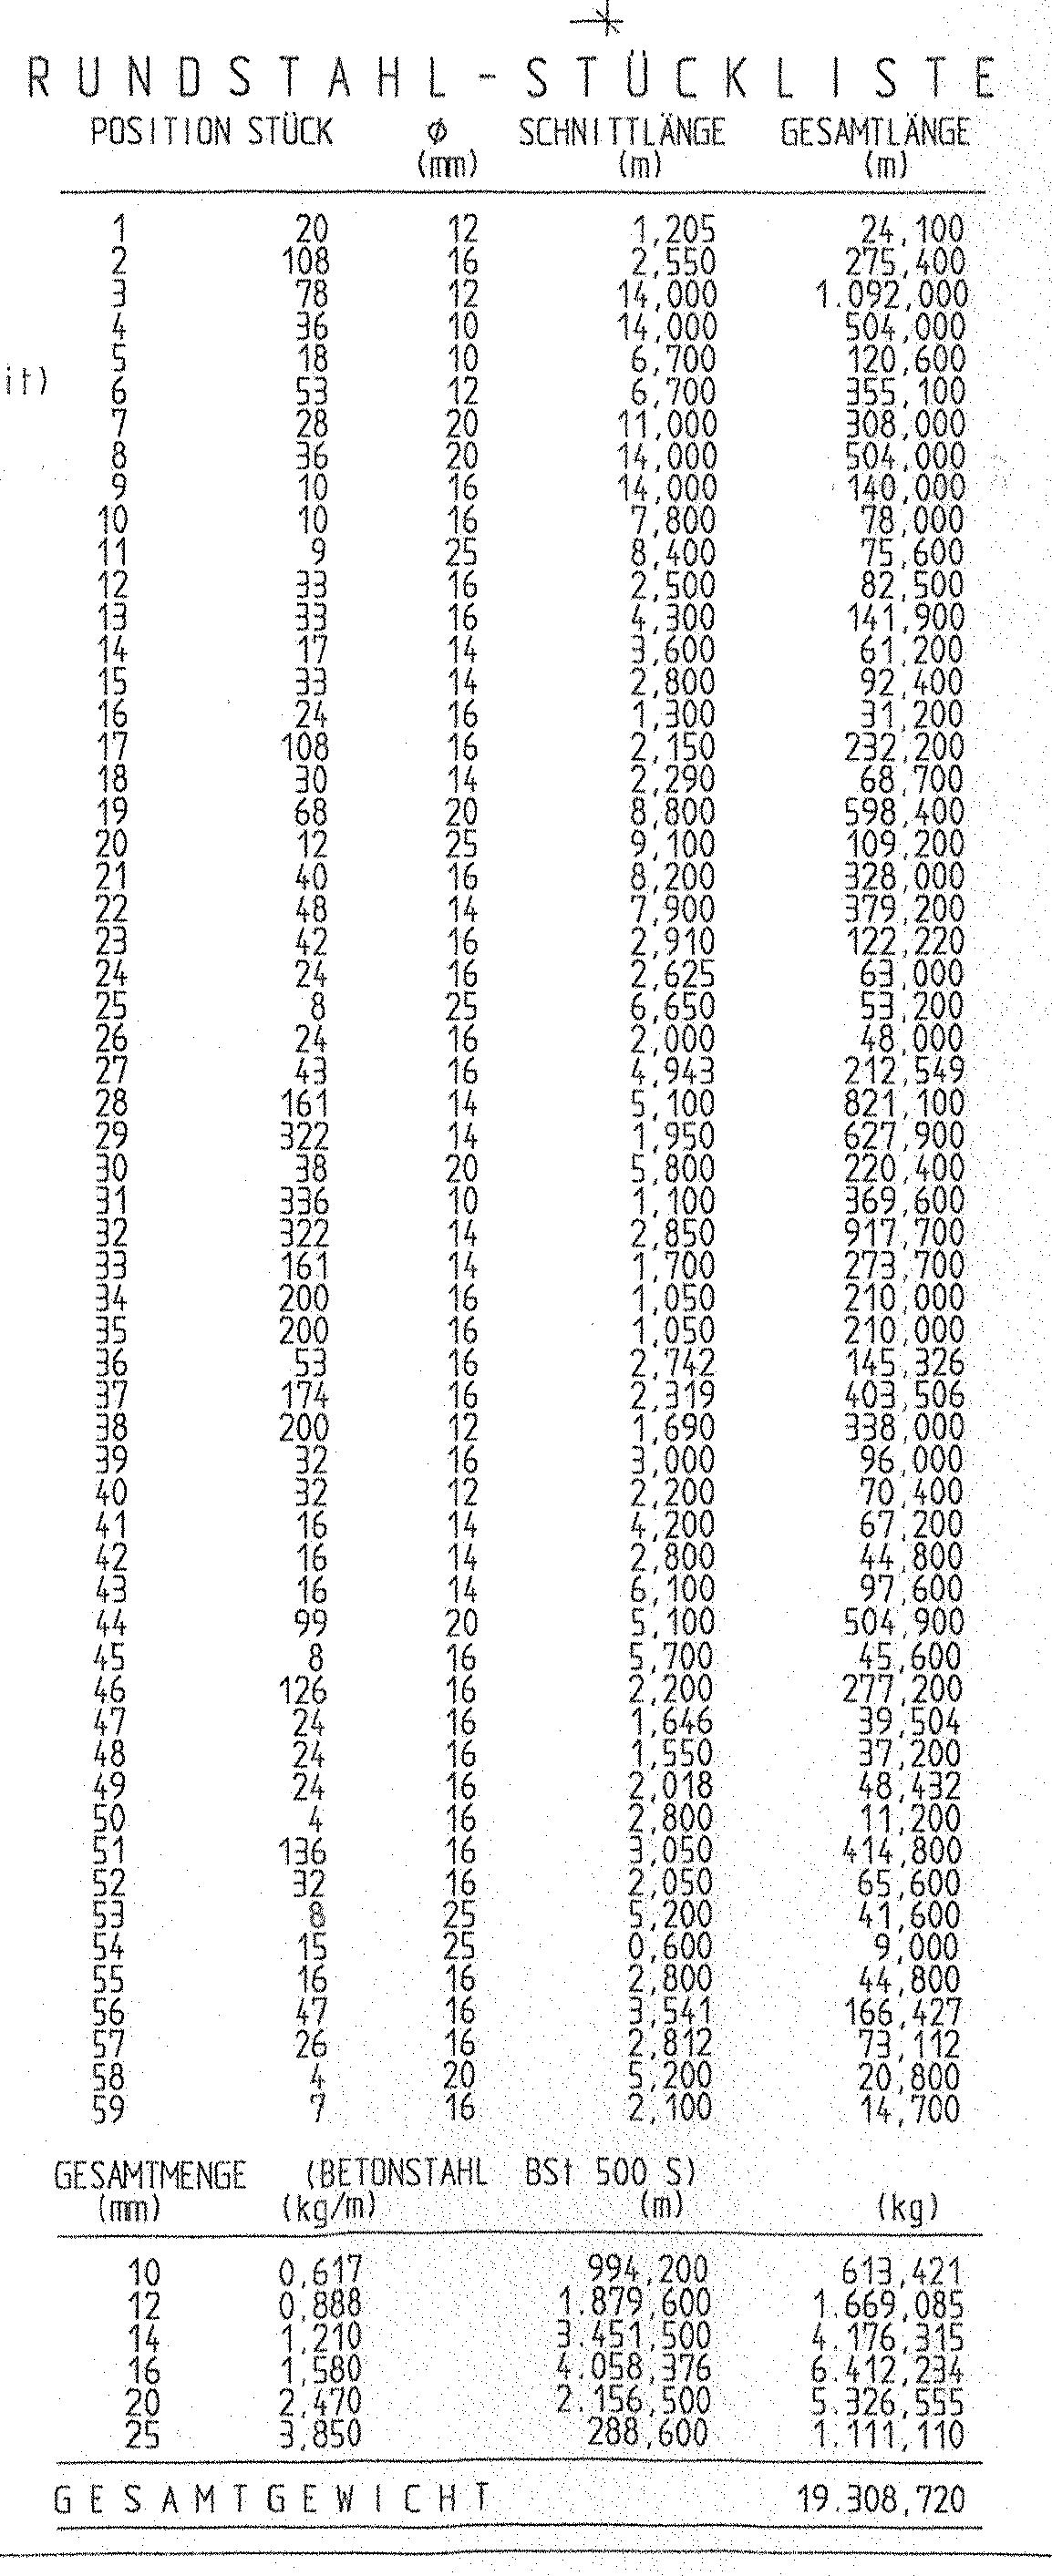 RUNDSTAHL-STÜCKLISTE
POSITION STÜCK ϕ SCHNITTLÄNGE GESAMTLÄNGE
(mm) (m) (m)
1 20 12 1,205 24,100
2 108 16 2,550 275,400
3 78 12 14,000 1.092,000
4 36 10 14,000 504,000
5 18 10 6,700 120,600
it)
6 53 12 6,700 355,100
7 28 20 11,000 308,000
8 36 20 14,000 504,000
9 10 16 14,000 140,000
10 10 16 7,800 78,000
11 9 25 8,400 75,600
12 33 16 2,500 82,500
13 33 16 4,300 141,900
14 17 14 3,600 61,200
15 33 14 2,800 92,400
16 24 16 1,300 31,200
17 108 16 2,150 232,200
18 30 14 2,290 68,700
19 68 20 8,800 598,400
20 12 25 9,100 109,200
21 40 16 8,200 328,000
22 48 14 7,900 379,200
23 42 16 2,910 122,220
24 24 16 2,625 63,000
25 8 25 6,650 53,200
26 24 16 2,000 48,000
27 43 16 4,943 212,549
28 161 14 5,100 821,100
29 322 14 1,950 627,900
30 38 20 5,800 220,400
31 336 10 1,100 369,600
32 322 14 2,850 917,700
33 161 14 1,700 273,700
34 200 16 1,050 210,000
35 200 16 1,050 210,000
36 53 16 2,742 145,326
37 174 16 2,319 403,506
38 200 12 1,690 338,000
39 32 16 3,000 96,000
40 32 12 2,200 70,400
41 16 14 4,200 67,200
42 16 14 2,800 44,800
43 16 14 6,100 97,600
44 99 20 5,100 504,900
45 8 16 5,700 45,600
46 126 16 2,200 277,200
47 24 16 1,646 39,504
48 24 16 1,550 37,200
49 24 16 2,018 48,432
50 4 16 2,800 11,200
51 136 16 3,050 414,800
52 32 16 2,050 65,600
53 8 25 5,200 41,600
54 15 25 0,600 9,000
55 16 16 2,800 44,800
56 47 16 3,541 166,427
57 26 16 2,812 73,112
58 4 20 5,200 20,800
59 7 16 2,100 14,700
GESAMTMENGE (BETONSTAHL BSt 500 S)
(mm) (kg/m) (m) (kg)
10 0,617 994,200 613,421
12 0,888 1.879,600 1.669,085
14 1,210 3.451,500 4.176,315
16 1,580 4.058,376 6.412,234
20 2,470 2.156,500 5.326,555
25 3,850 288,600 1.111,110
GESAMTGEWICHT 19.308,720